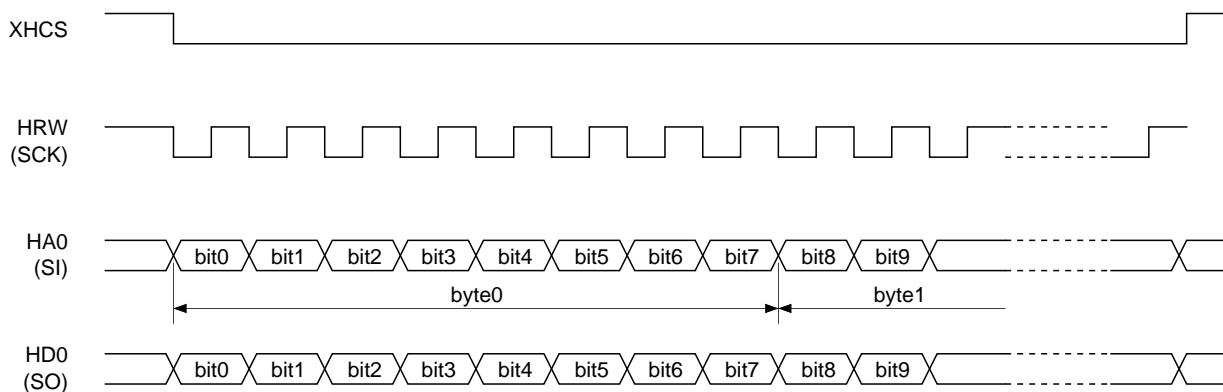 XHCS
HRW
(SCK)
HA0
(SI)
bit0 bit1 bit2 bit3 bit4 bit5 bit6 bit7 bit8 bit9
byte0 byte1
HD0
(SO)
bit0 bit1 bit2 bit3 bit4 bit5 bit6 bit7 bit8 bit9